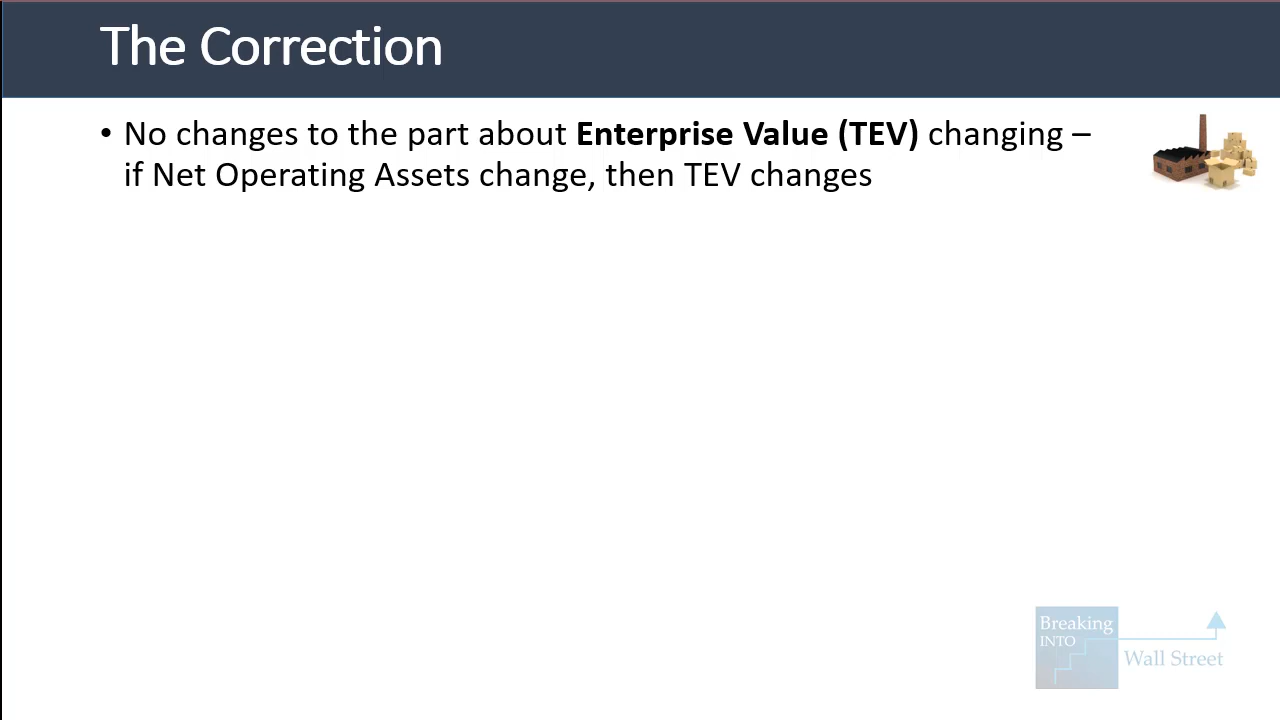 The Correction
• No changes to the part about Enterprise Value (TEV) changing –
if Net Operating Assets change, then TEV changes
Breaking
INTO
Wall Street